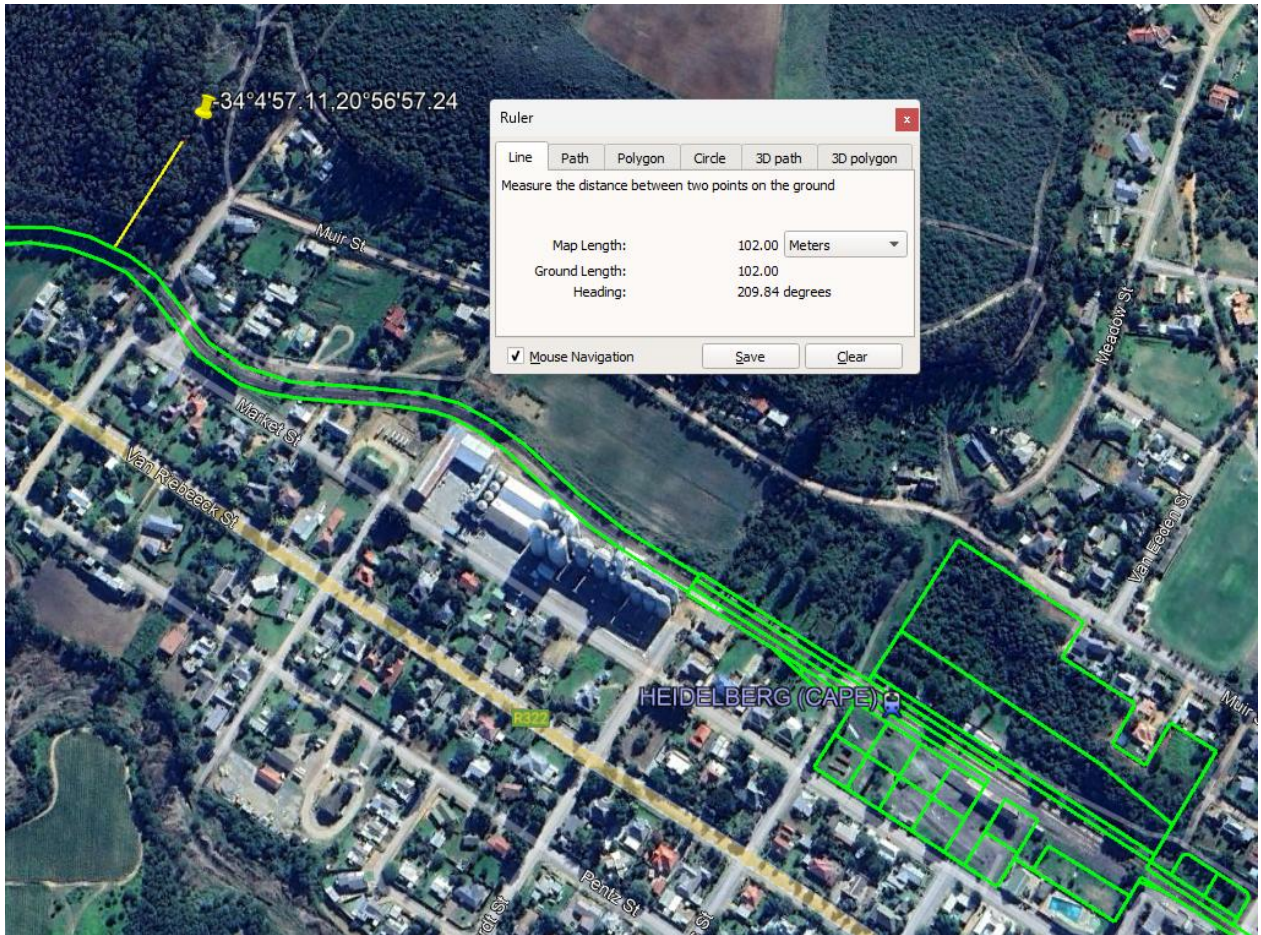 -34°4'57.11,20°56'57.24
Ruler
x
Line
Path
Polygon
Circle
3D path
3D polygon
Measure the distance between two points on the ground
Map Length:
102.00
Meters
Ground Length:
102.00
Heading:
209.84 degrees
Mouse Navigation
Save
Clear
Muir St
Meadow St
Market St
Van Riebeeck St
Van Eeden St
HEIDELBERG (CAPE)
R322
Muir S
Pentz St
rdt St
St